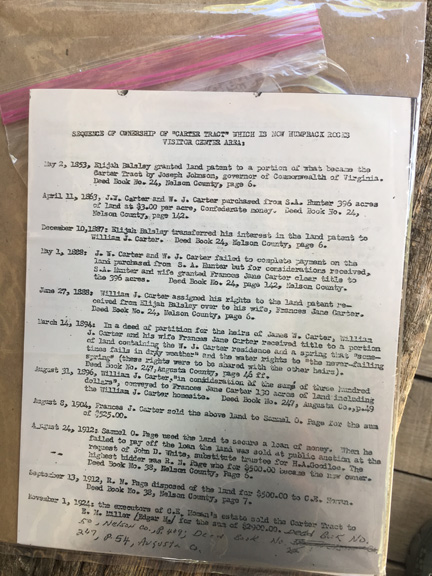 SEQUENCE OF OWNERSHIP OF "CARTER TRACT" WHICH IS NOW HUMPBACK ROCKS
VISITOR CENTER AREA:
May 2, 1853, Elijah Balsley granted land patent to a portion of what became the
Carter Tract by Joseph Johnson, governor of Commonwealth of Virginia.
Deed Book No. 24, Nelson County, page 6.
April 11, 1863, J.W. Carter and W. J. Carter purchased from S.A. Hunter 396 acres
of land at $3.00 per acre, Confederate money. Deed Book No. 24,
Nelson County, page 142.
December 10, 1887: Elijah Balsley transferred his interest in the land patent to
William J. Carter. Deed Book 24, Nelson County, page 6.
May 1, 1888: J. W. Carter and W. J. Carter failed to complete payment on the
land purchased from S. A. Hunter but for considerations received,
S.A. Hunter and wife granted Frances Jane Carter clear title to
the 396 acres. Deed Book No. 24, page 142, Nelson County.
June 27, 1888: William J. Carter assigned his rights to the land patent re-
ceived from Elijah Balsley over to his wife, Frances Jane Carter.
Deed Book No. 24, Nelson County, page 6.
March 14, 1894: In a deed of partition for the heirs of James W. Carter, William
J. Carter and his wife Frances Jane Carter received title to a portion
of land containing the W. J. Carter residence and a spring that "some-
times fails in dry weather" and the water rights to "the never-failing
spring" (these rights were to be shared with the other heirs).
Deed Book No. 247, Augusta County, page 46 ff.
August 31, 1896, William J. Carter, "in consideration of the sum of three hundred
dollars", conveyed to Frances Jane Carter 130 acres of land including
the William J. Carter homesite. Deed Book No. 247, Augusta Co., p.49
August 8, 1904, Frances J. Carter sold the above land to Samuel O. Page for the sum
of $525.00.
August 24, 1912: Samuel O. Page used the land to secure a loan of money. When he
failed to pay off the loan the land was sold at public auction at the
request of John D. White, substitute trustee for H.A. Goodloe. The
highest bidder was R. N. Page who for $500.00 became the new owner.
Deed Book No. 38, Nelson County, Page 6.
September 13, 1912, R. N. Page disposed of the land for $500.00 to C.E.
Deed Book No. 38, Nelson County, page 7.
November 1, 1924: the executors of C.E. estate sold the Carter Tract to
E. M. Miller /Edgar M/ for the sum of $2400.00. Deed Book No.
50, Nelson Co., Deed Book No.
267, P. 54, Augusta Co.